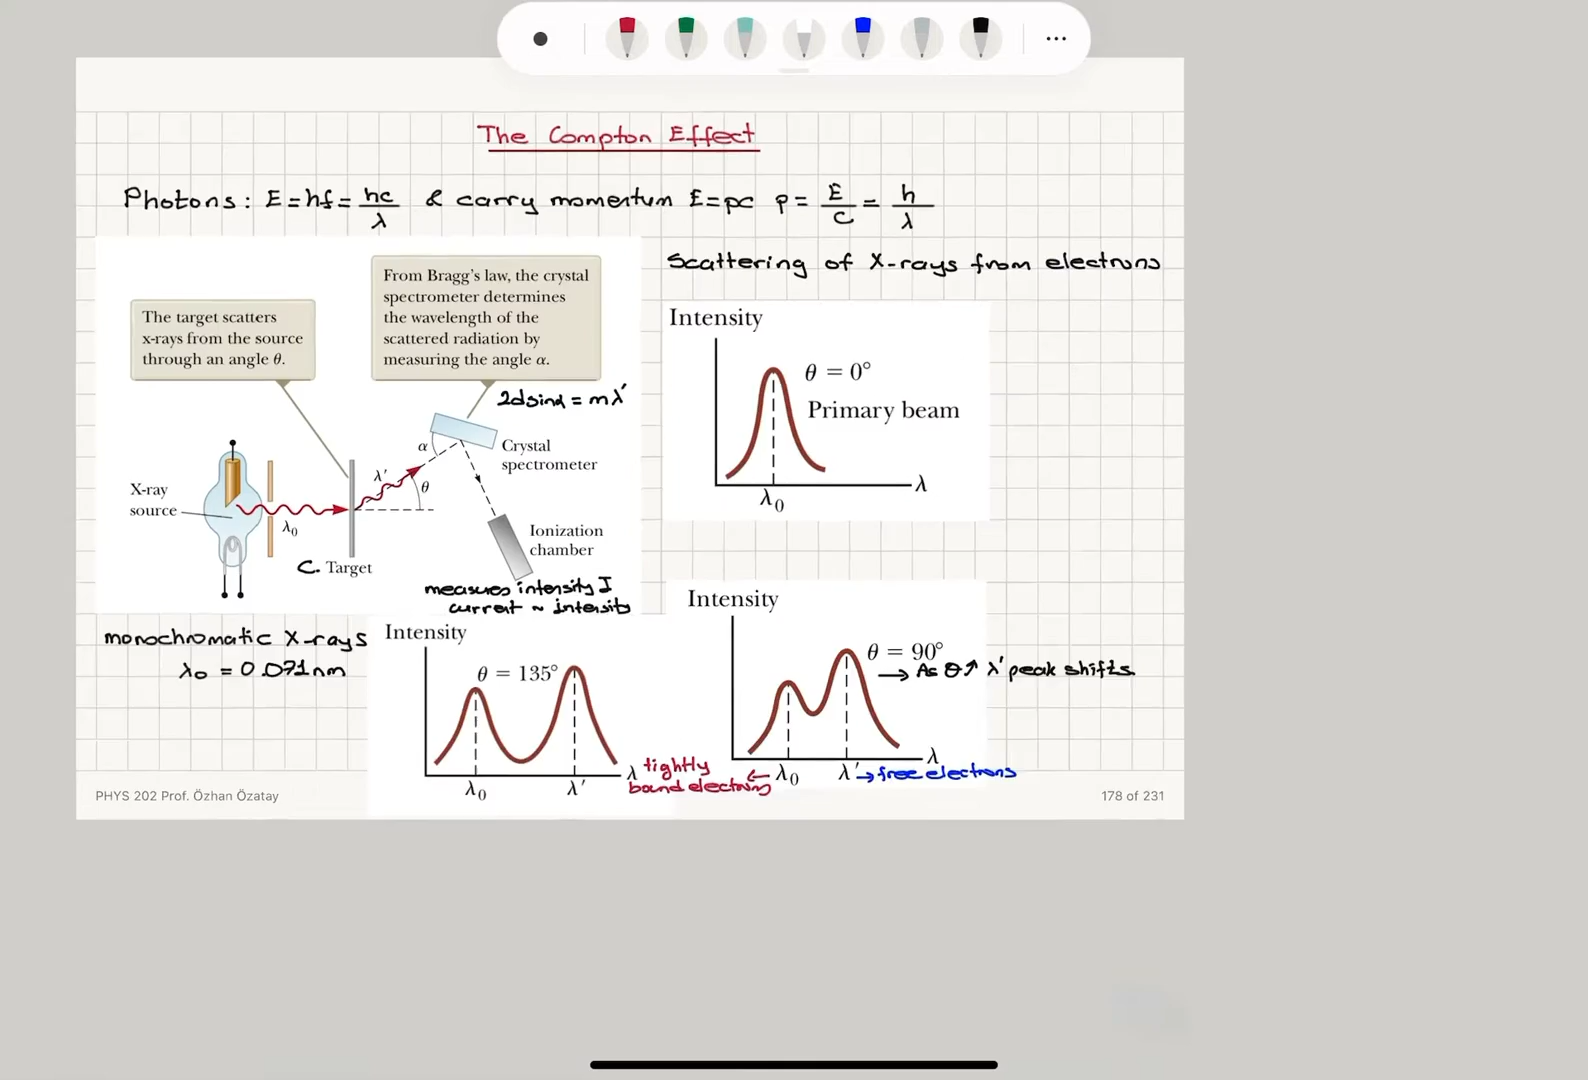 The Compton Effect
Photons: E=hf= hc/λ & carry momentum E=pc p= E/c = h/λ
Scattering of X-rays from electrons
The target scatters
x-rays from the source
through an angle θ.
From Bragg's law, the crystal
spectrometer determines
the wavelength of the
scattered radiation by
measuring the angle α.
2dsinα = mλ'
α
Crystal
spectrometer
λ'
θ
X-ray
source
λ0
Ionization
chamber
C. Target
measures intensity I
current ~ intensity
Intensity
θ = 0°
Primary beam
λ
λ0
monochromatic X-rays
λ0 = 0.071nm
Intensity
θ = 135°
λ
λ0
λ'
Intensity
θ = 90°
→ As θ↑ λ' peak shifts.
λ
tightly
bound electrons
← λ0
λ' → free electrons
PHYS 202 Prof. Özhan Özatay
178 of 231